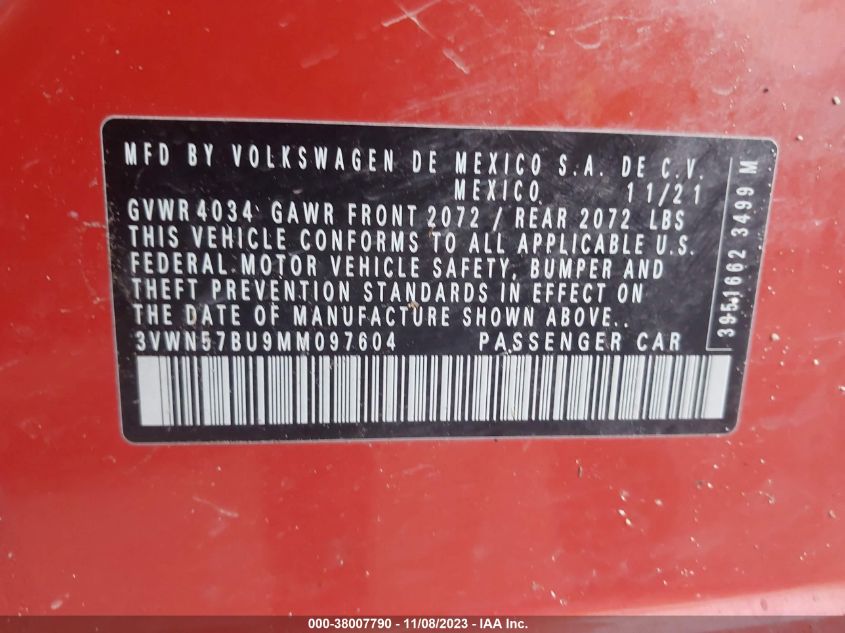 MFD BY VOLKSWAGEN DE MEXICO S.A. DE C.V.
MEXICO 11/21
GVWR 4034 GAWR FRONT 2072 / REAR 2072 LBS
THIS VEHICLE CONFORMS TO ALL APPLICABLE U.S.
FEDERAL MOTOR VEHICLE SAFETY, BUMPER AND
THEFT PREVENTION STANDARDS IN EFFECT ON
THE DATE OF MANUFACTURE SHOWN ABOVE..
3VWN57BU9MM097604 PASSENGER CAR
3951662 3499 M
000-38007790 - 11/08/2023 - IAA Inc.